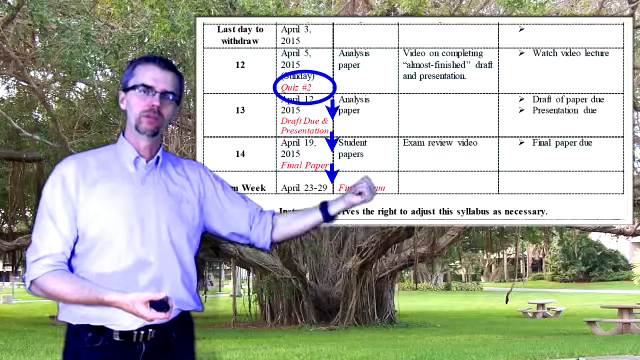 Last day to withdraw April 3, 2015
12 April 5, 2015 (Sunday) Quiz #2 Analysis paper Video on completing “almost-finished” draft and presentation. Watch video lecture
13 April 12, 2015 Draft Due & Presentation Analysis paper Draft of paper due Presentation due
14 April 19, 2015 Final Paper Student papers Exam review video Final paper due
Week April 23-29
the right to adjust this syllabus as necessary.